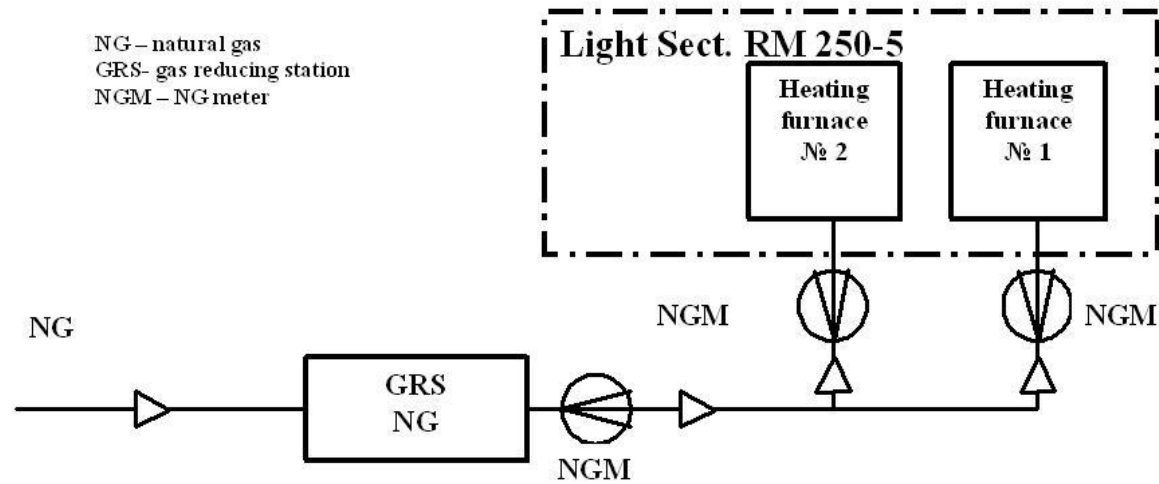 NG – natural gas
GRS- gas reducing station
NGM – NG meter
Light Sect. RM 250-5
Heating
furnace
№ 2
Heating
furnace
№ 1
NGM
NGM
NG
GRS
NG
NGM